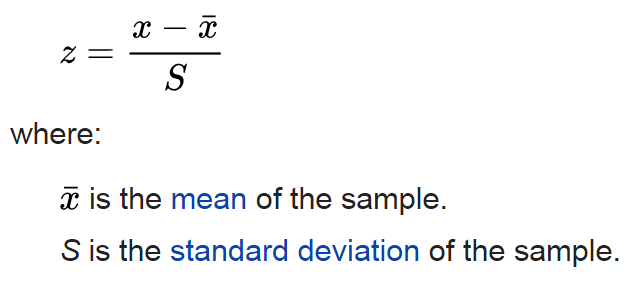 z = (x − x̄) / S
where:
x̄ is the mean of the sample.
S is the standard deviation of the sample.